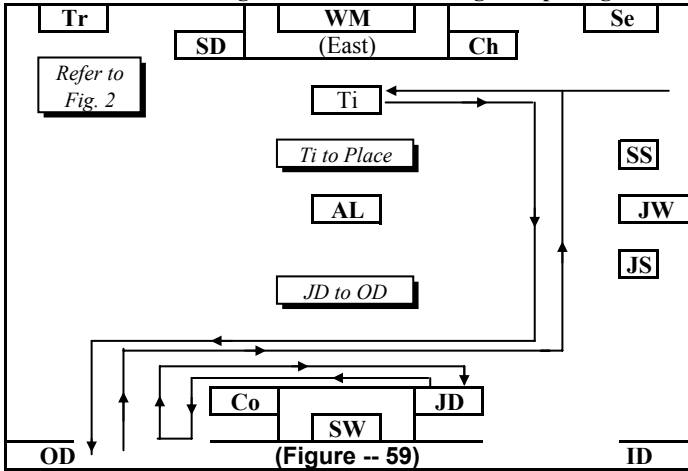 Tr
WM
Se
SD
(East)
Ch
Refer to
Fig. 2
Ti
Ti to Place
SS
AL
JW
JS
JD to OD
Co
JD
SW
OD
(Figure -- 59)
ID